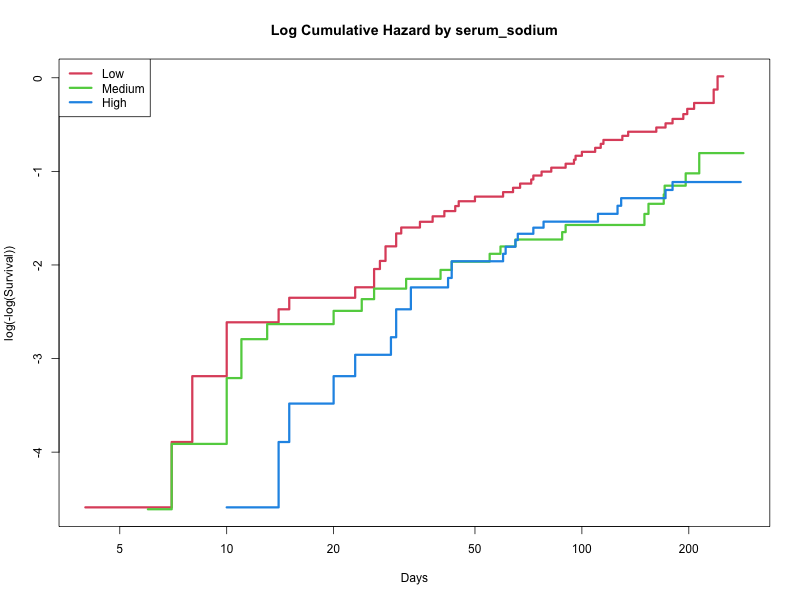 Log Cumulative Hazard by serum_sodium
Low
Medium
High
log(-log(Survival))
0
-1
-2
-3
-4
5 10 20 50 100 200
Days